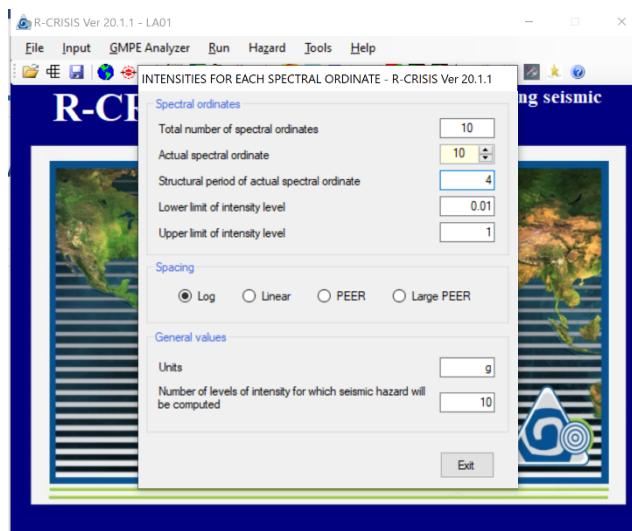 R-CRISIS Ver 20.1.1 - LA01
File Input GMPE Analyzer Run Hazard Tools Help
INTENSITIES FOR EACH SPECTRAL ORDINATE - R-CRISIS Ver 20.1.1
R-CR
ng seismic
Spectral ordinates
Total number of spectral ordinates 10
Actual spectral ordinate 10
Structural period of actual spectral ordinate 4
Lower limit of intensity level 0.01
Upper limit of intensity level 1
Spacing
Log Linear PEER Large PEER
General values
Units g
Number of levels of intensity for which seismic hazard will
be computed 10
Exit